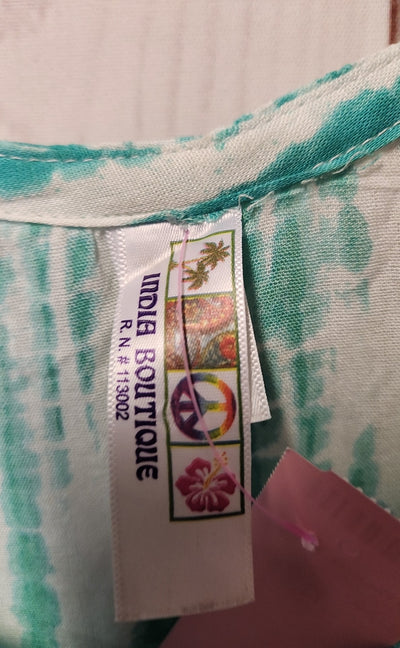 INDIA BOUTIQUE
R. N. # 113002